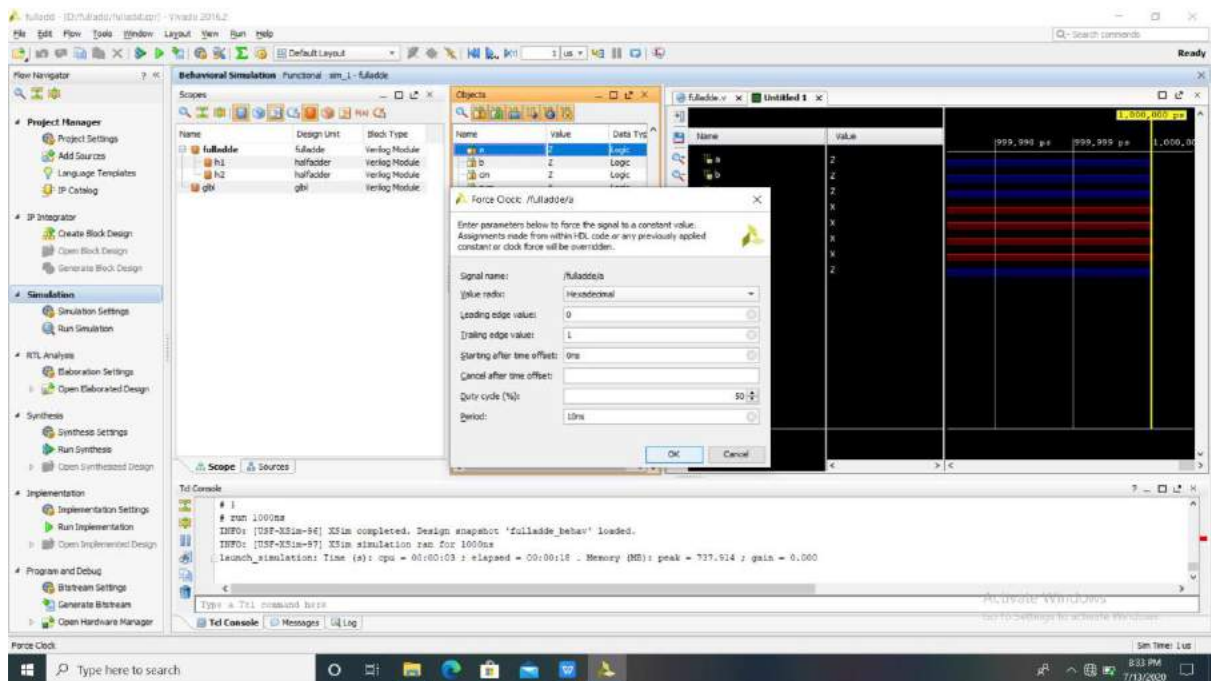 fulladd - [D:/fulladd/fulladd.xpr] - Vivado 2016.2
File Edit Flow Tools Window Layout View Run Help
Q- Search commands
Default Layout
1 us
Ready
Flow Navigator
Project Manager
Project Settings
Add Sources
Language Templates
IP Catalog
IP Integrator
Create Block Design
Open Block Design
Generate Block Design
Simulation
Simulation Settings
Run Simulation
RTL Analysis
Elaboration Settings
Open Elaborated Design
Synthesis
Synthesis Settings
Run Synthesis
Open Synthesized Design
Implementation
Implementation Settings
Run Implementation
Open Implemented Design
Program and Debug
Bitstream Settings
Generate Bitstream
Open Hardware Manager
Behavioral Simulation - Functional - sim_1 - fulladde
Scopes
Name Design Unit Block Type
fulladde fulladde Verilog Module
h1 halfadder Verilog Module
h2 halfadder Verilog Module
glbl glbl Verilog Module
Scope Sources
Objects
Name Value Data Typ
a Z Logic
b Z Logic
cin Z Logic
fulladde.v Untitled 1
1,000,000 ps
Name Value
999,998 ps 999,999 ps 1,000,00
a Z
b Z
Z
X
X
X
X
Z
Force Clock: /fulladde/a
Enter parameters below to force the signal to a constant value.
Assignments made from within HDL code or any previously applied
constant or clock force will be overridden.
Signal name: /fulladde/a
Value radix: Hexadecimal
Leading edge value: 0
Trailing edge value: 1
Starting after time offset: 0ns
Cancel after time offset:
Duty cycle (%): 50
Period: 10ns
OK Cancel
Tcl Console
# }
# run 1000ns
INFO: [USF-XSim-96] XSim completed. Design snapshot 'fulladde_behav' loaded.
INFO: [USF-XSim-97] XSim simulation ran for 1000ns
launch_simulation: Time (s): cpu = 00:00:03 ; elapsed = 00:00:18 . Memory (MB): peak = 737.914 ; gain = 0.000
Type a Tcl command here
Tcl Console Messages Log
Activate Windows
Go to Settings to activate Windows.
Force Clock
Sim Time: 1 us
Type here to search
8:33 PM
7/13/2020